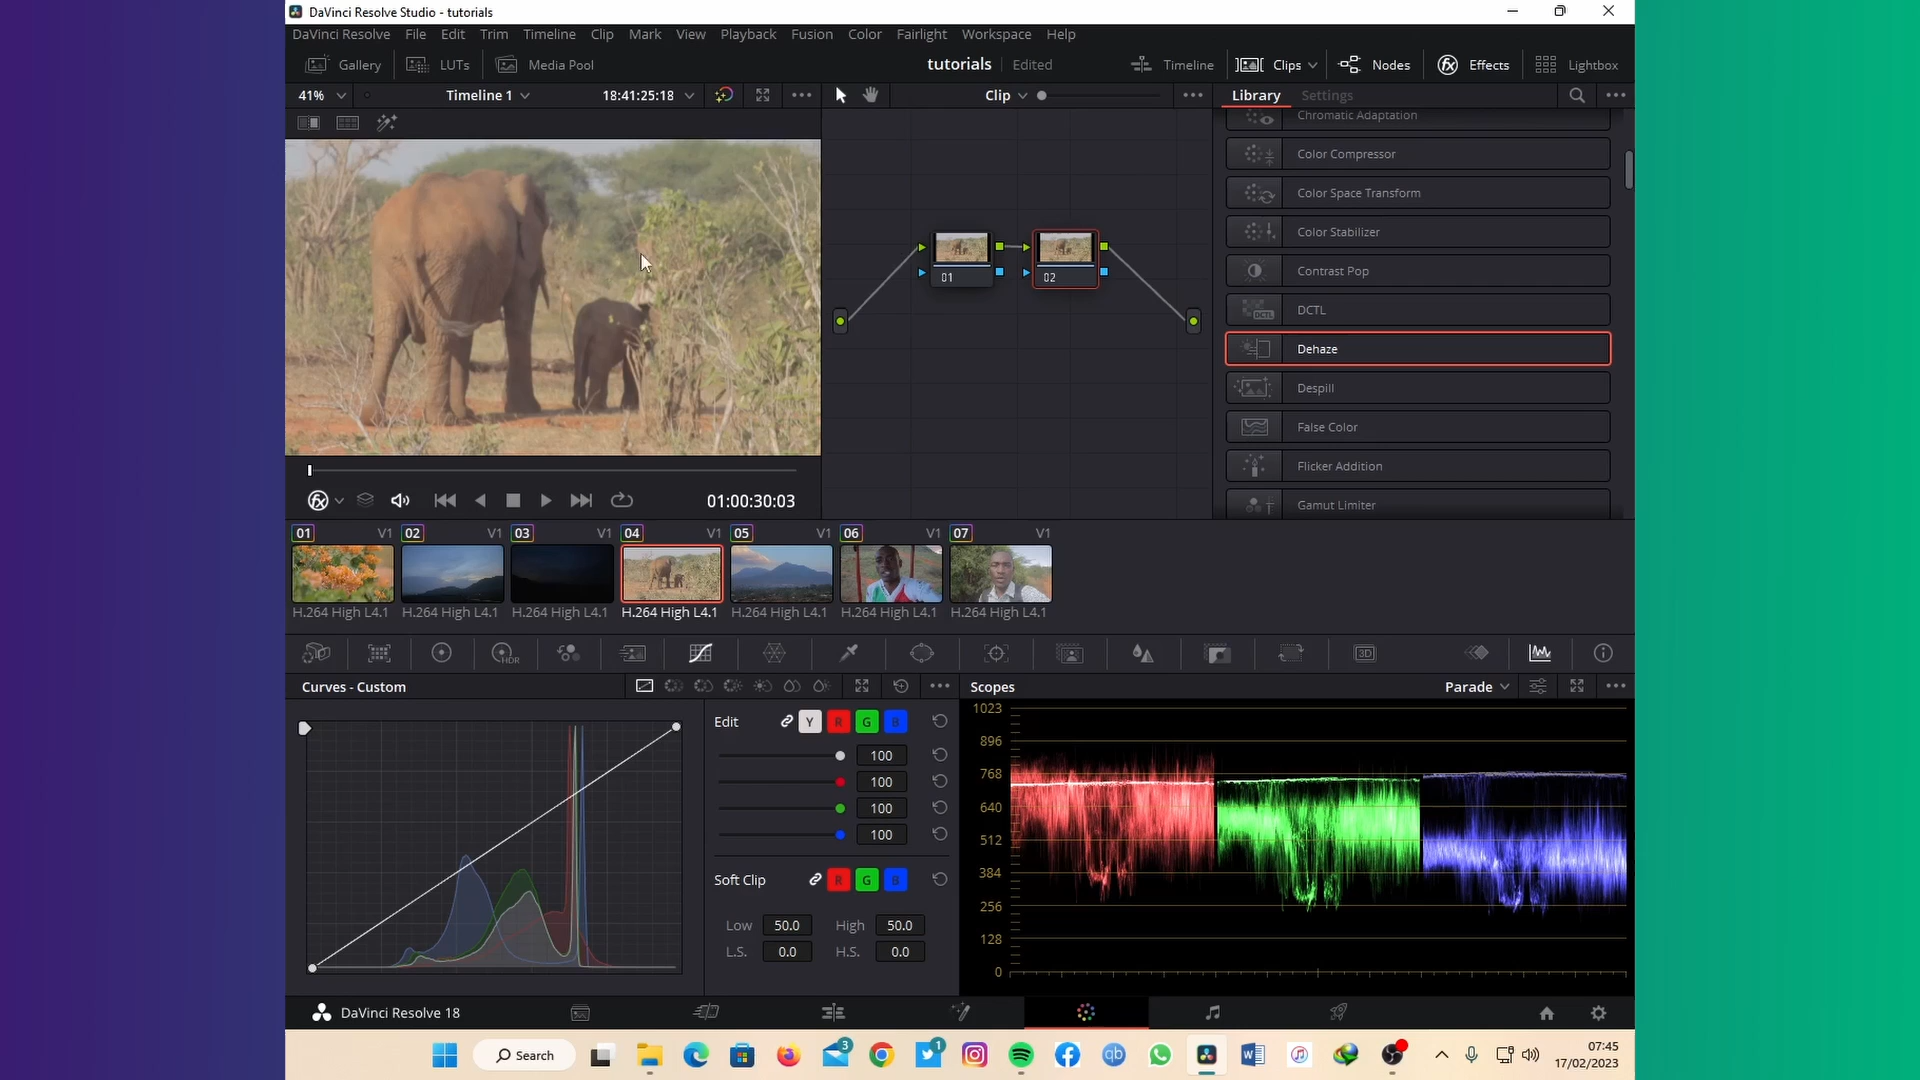 DaVinci Resolve Studio - tutorials
DaVinci Resolve File Edit Trim Timeline Clip Mark View Playback Fusion Color Fairlight Workspace Help
Gallery LUTs Media Pool tutorials Edited Timeline Clips Nodes Effects Lightbox
41% Timeline 1 18:41:25:18 Clip Library Settings
Chromatic Adaptation
Color Compressor
Color Space Transform
Color Stabilizer
Contrast Pop
DCTL
DCTL
Dehaze
Despill
False Color
Flicker Addition
Gamut Limiter
01
02
01:00:30:03
01 V1 02 V1 03 V1 04 V1 05 V1 06 V1 07 V1
H.264 High L4.1 H.264 High L4.1 H.264 High L4.1 H.264 High L4.1 H.264 High L4.1 H.264 High L4.1 H.264 High L4.1
HDR
3D
Curves - Custom
Edit Y R G B
100
100
100
100
Soft Clip R G B
Low 50.0 High 50.0
L.S. 0.0 H.S. 0.0
Scopes Parade
1023
896
768
640
512
384
256
128
0
DaVinci Resolve 18
Search
3
1
qb
W
07:45
17/02/2023